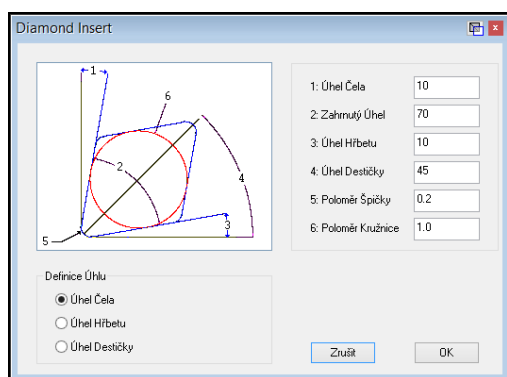 Diamond Insert
1
6
2
4
3
5
1: Úhel Čela
10
2: Zahrnutý Úhel
70
3: Úhel Hřbetu
10
4: Úhel Destičky
45
5: Poloměr Špičky
0.2
6: Poloměr Kružnice
1.0
Definice Úhlu
Úhel Čela
Úhel Hřbetu
Úhel Destičky
Zrušit
OK